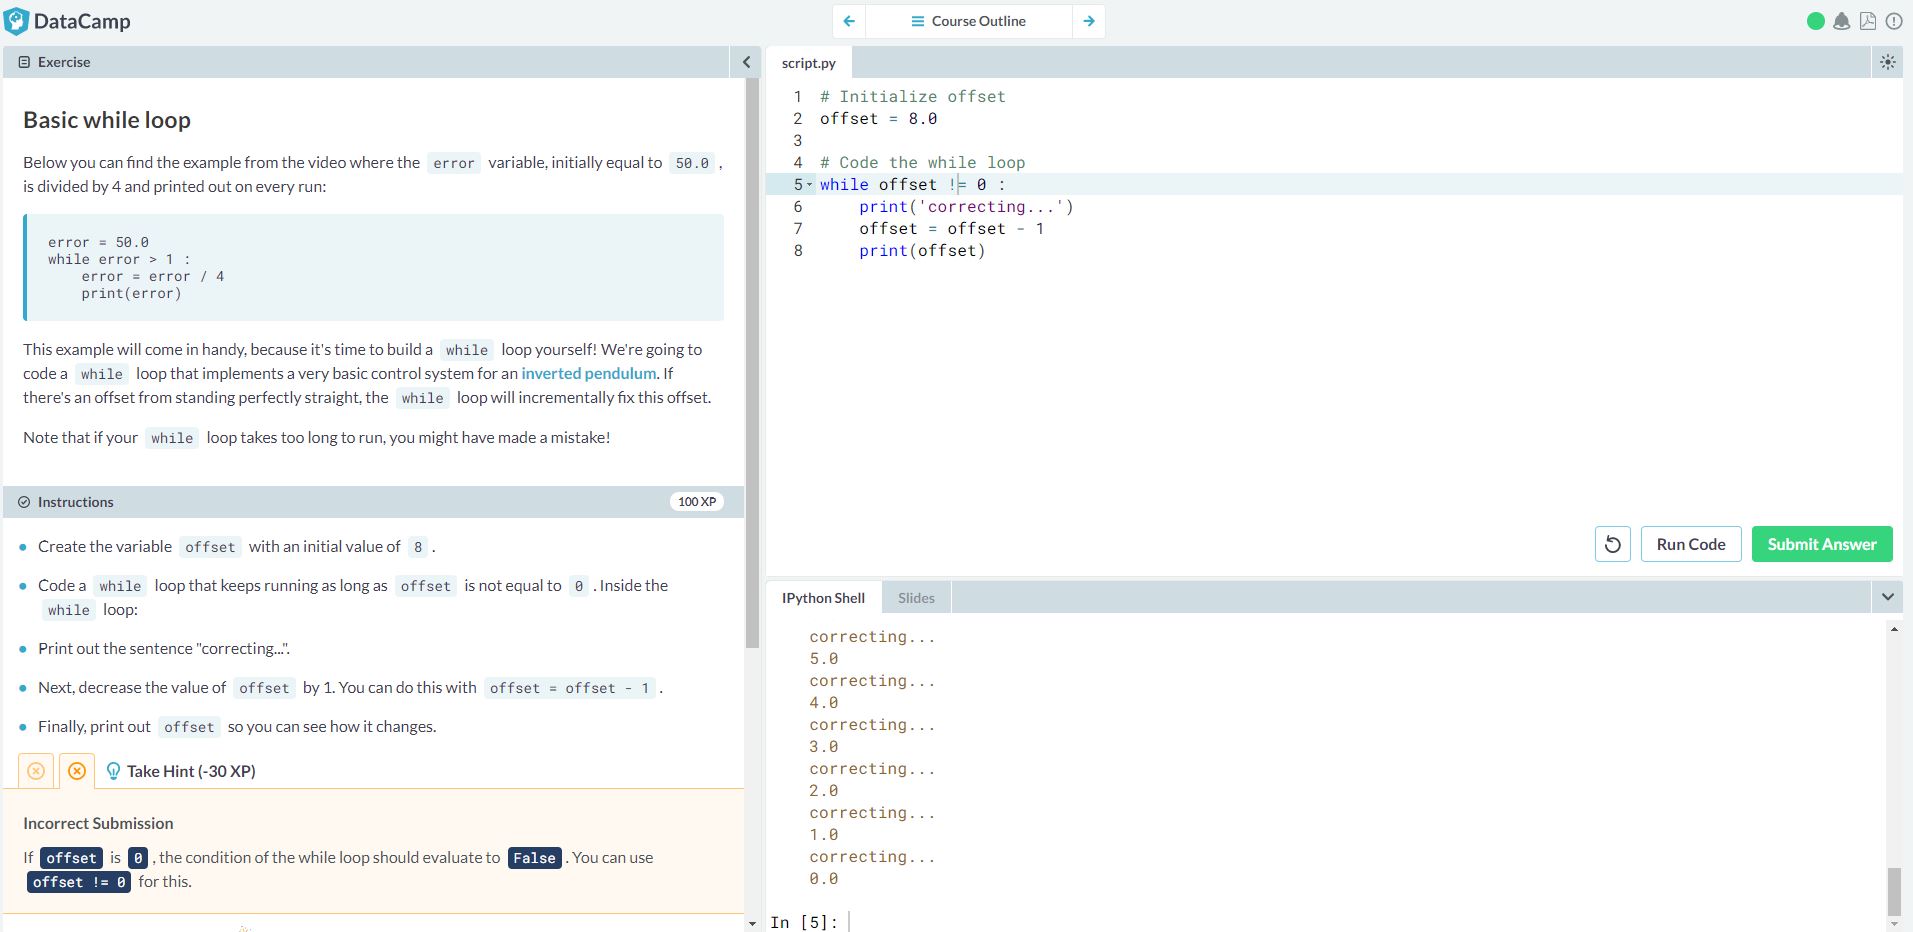 DataCamp
Course Outline
Exercise
Basic while loop
Below you can find the example from the video where the error variable, initially equal to 50.0 ,
is divided by 4 and printed out on every run:
error = 50.0
while error > 1 :
    error = error / 4
    print(error)
This example will come in handy, because it's time to build a while loop yourself! We're going to
code a while loop that implements a very basic control system for an inverted pendulum. If
there's an offset from standing perfectly straight, the while loop will incrementally fix this offset.
Note that if your while loop takes too long to run, you might have made a mistake!
Instructions
100 XP
Create the variable offset with an initial value of 8 .
Code a while loop that keeps running as long as offset is not equal to 0 . Inside the
while loop:
Print out the sentence "correcting...".
Next, decrease the value of offset by 1. You can do this with offset = offset - 1 .
Finally, print out offset so you can see how it changes.
Take Hint (-30 XP)
Incorrect Submission
If offset is 0 , the condition of the while loop should evaluate to False . You can use
offset != 0 for this.
script.py
1 # Initialize offset
2 offset = 8.0
3
4 # Code the while loop
5 while offset != 0 :
6     print('correcting...')
7     offset = offset - 1
8     print(offset)
Run Code
Submit Answer
IPython Shell
Slides
correcting...
5.0
correcting...
4.0
correcting...
3.0
correcting...
2.0
correcting...
1.0
correcting...
0.0
In [5]: